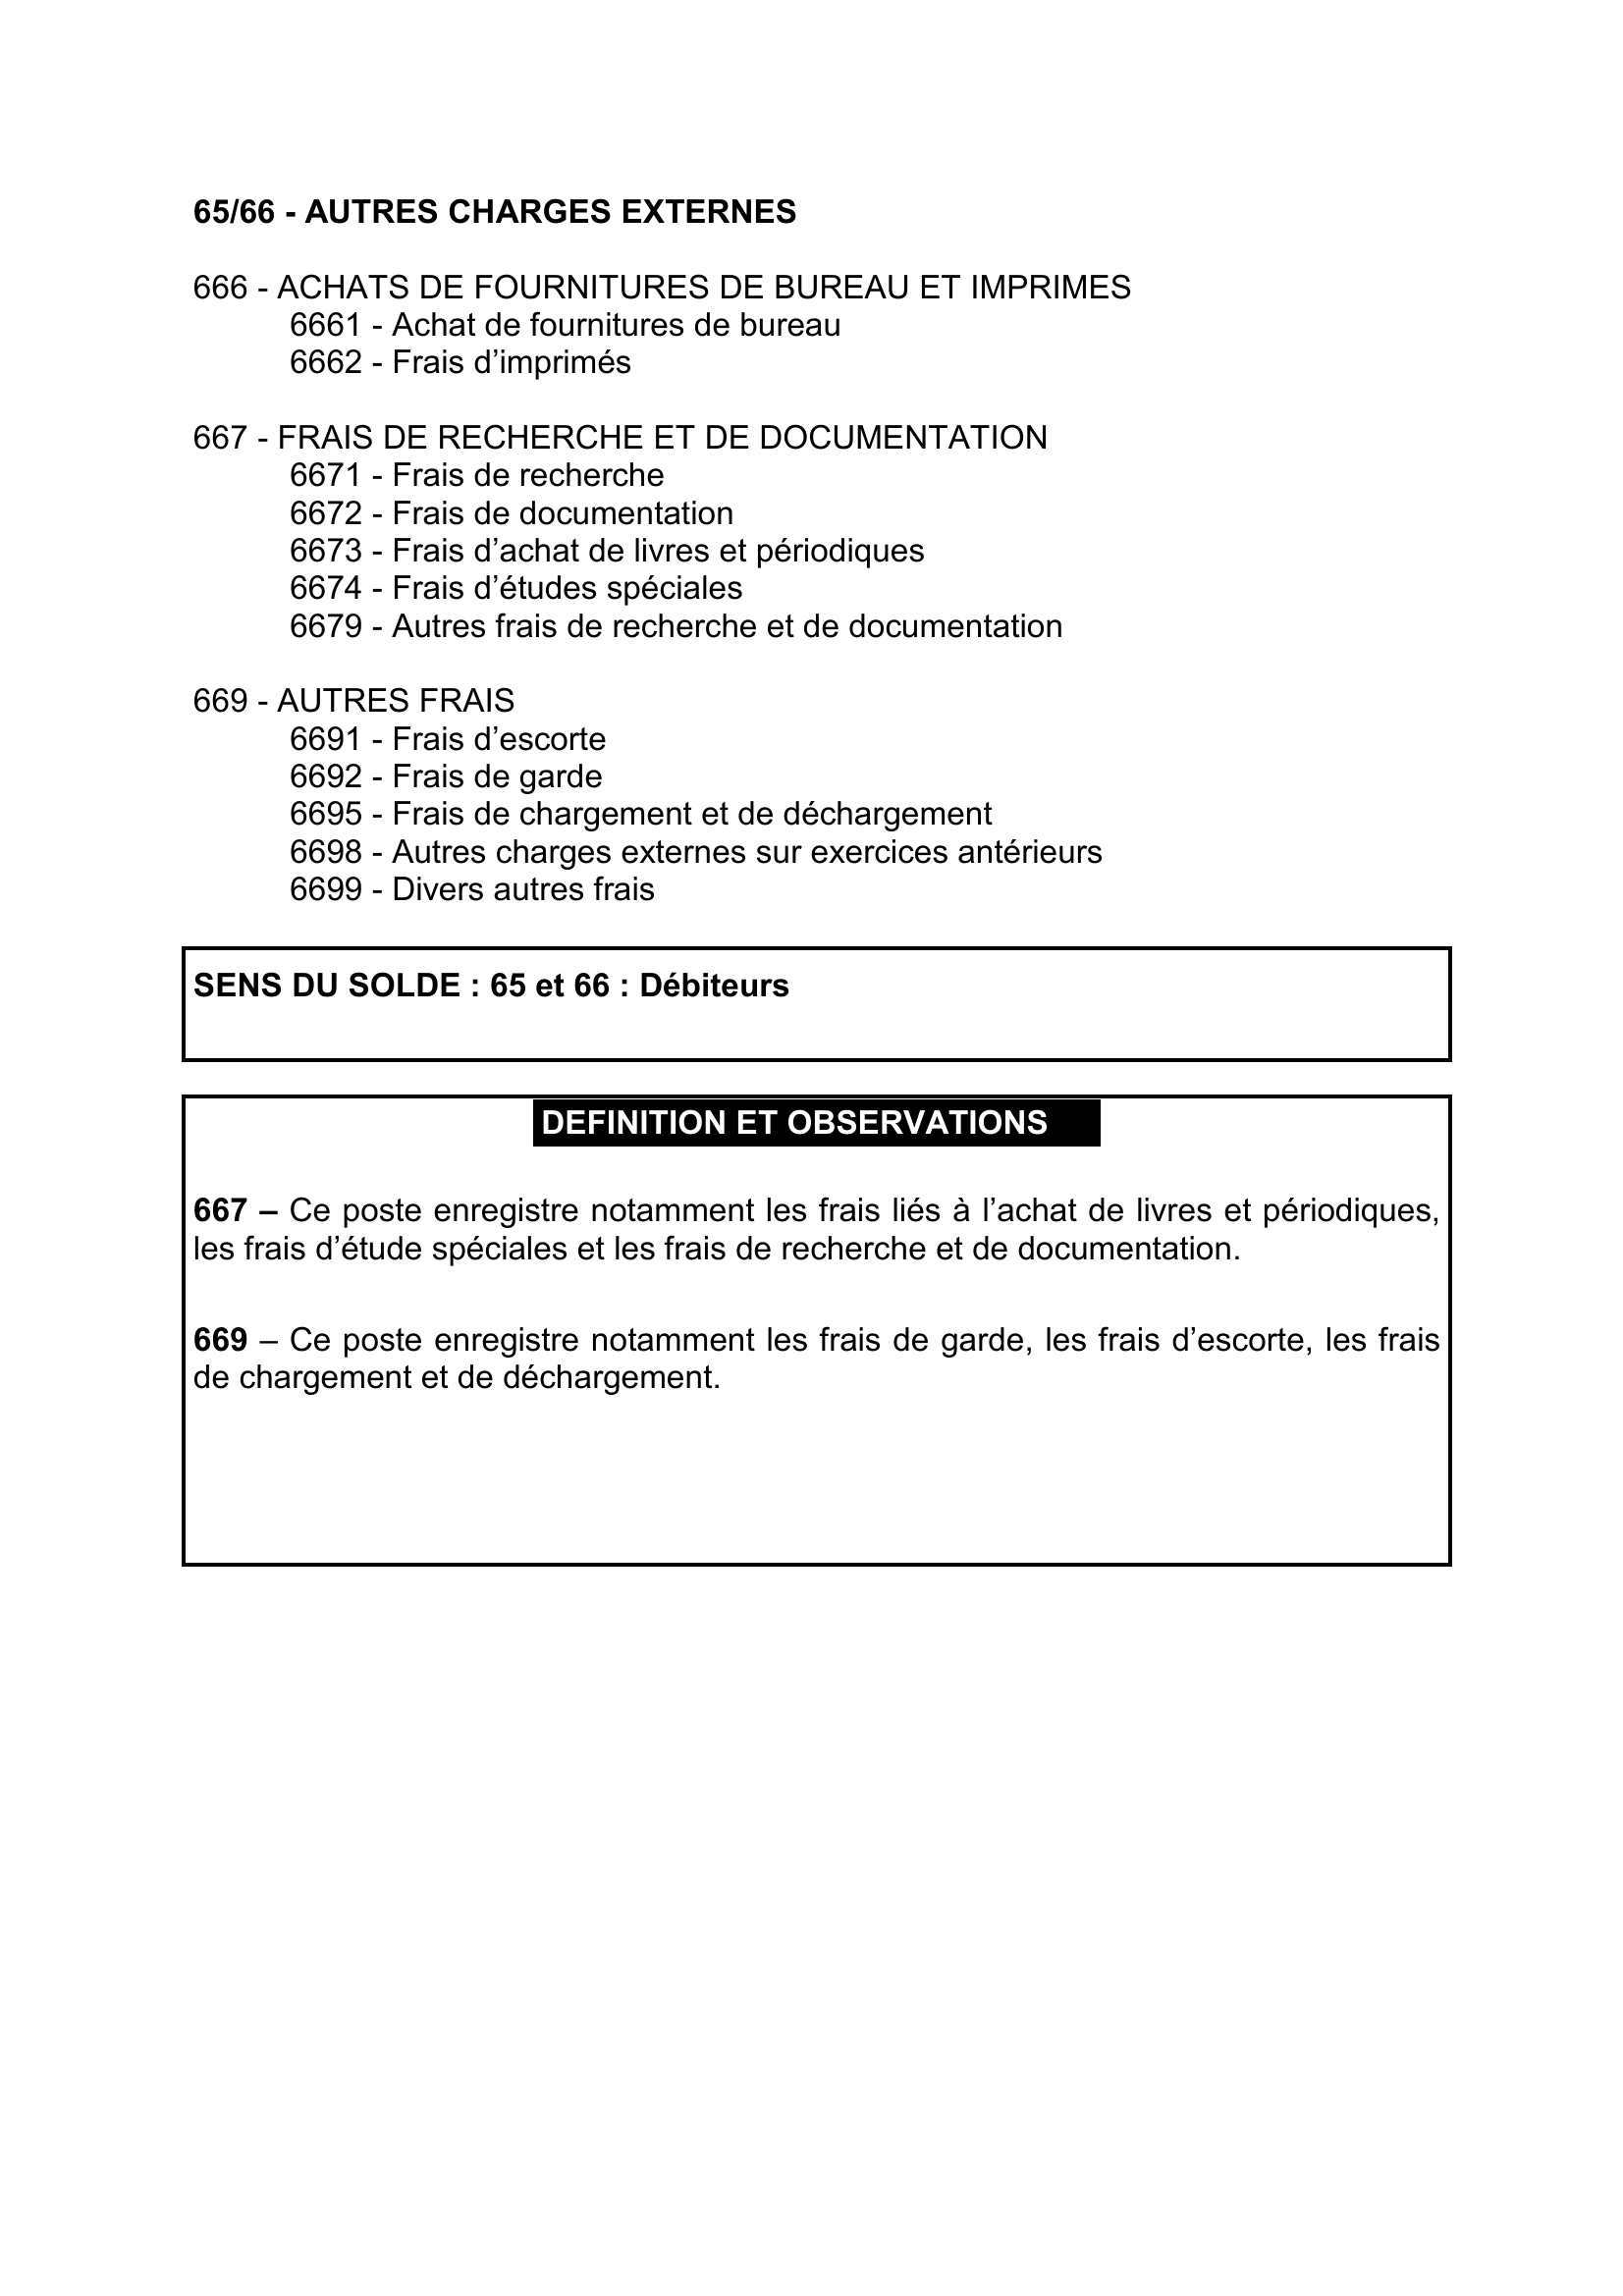 65/66 - AUTRES CHARGES EXTERNES
666 - ACHATS DE FOURNITURES DE BUREAU ET IMPRIMES
6661 - Achat de fournitures de bureau
6662 - Frais d’imprimés
667 - FRAIS DE RECHERCHE ET DE DOCUMENTATION
6671 - Frais de recherche
6672 - Frais de documentation
6673 - Frais d’achat de livres et périodiques
6674 - Frais d’études spéciales
6679 - Autres frais de recherche et de documentation
669 - AUTRES FRAIS
6691 - Frais d’escorte
6692 - Frais de garde
6695 - Frais de chargement et de déchargement
6698 - Autres charges externes sur exercices antérieurs
6699 - Divers autres frais
SENS DU SOLDE : 65 et 66 : Débiteurs
DEFINITION ET OBSERVATIONS
667 – Ce poste enregistre notamment les frais liés à l’achat de livres et périodiques,
les frais d’étude spéciales et les frais de recherche et de documentation.
669 – Ce poste enregistre notamment les frais de garde, les frais d’escorte, les frais
de chargement et de déchargement.